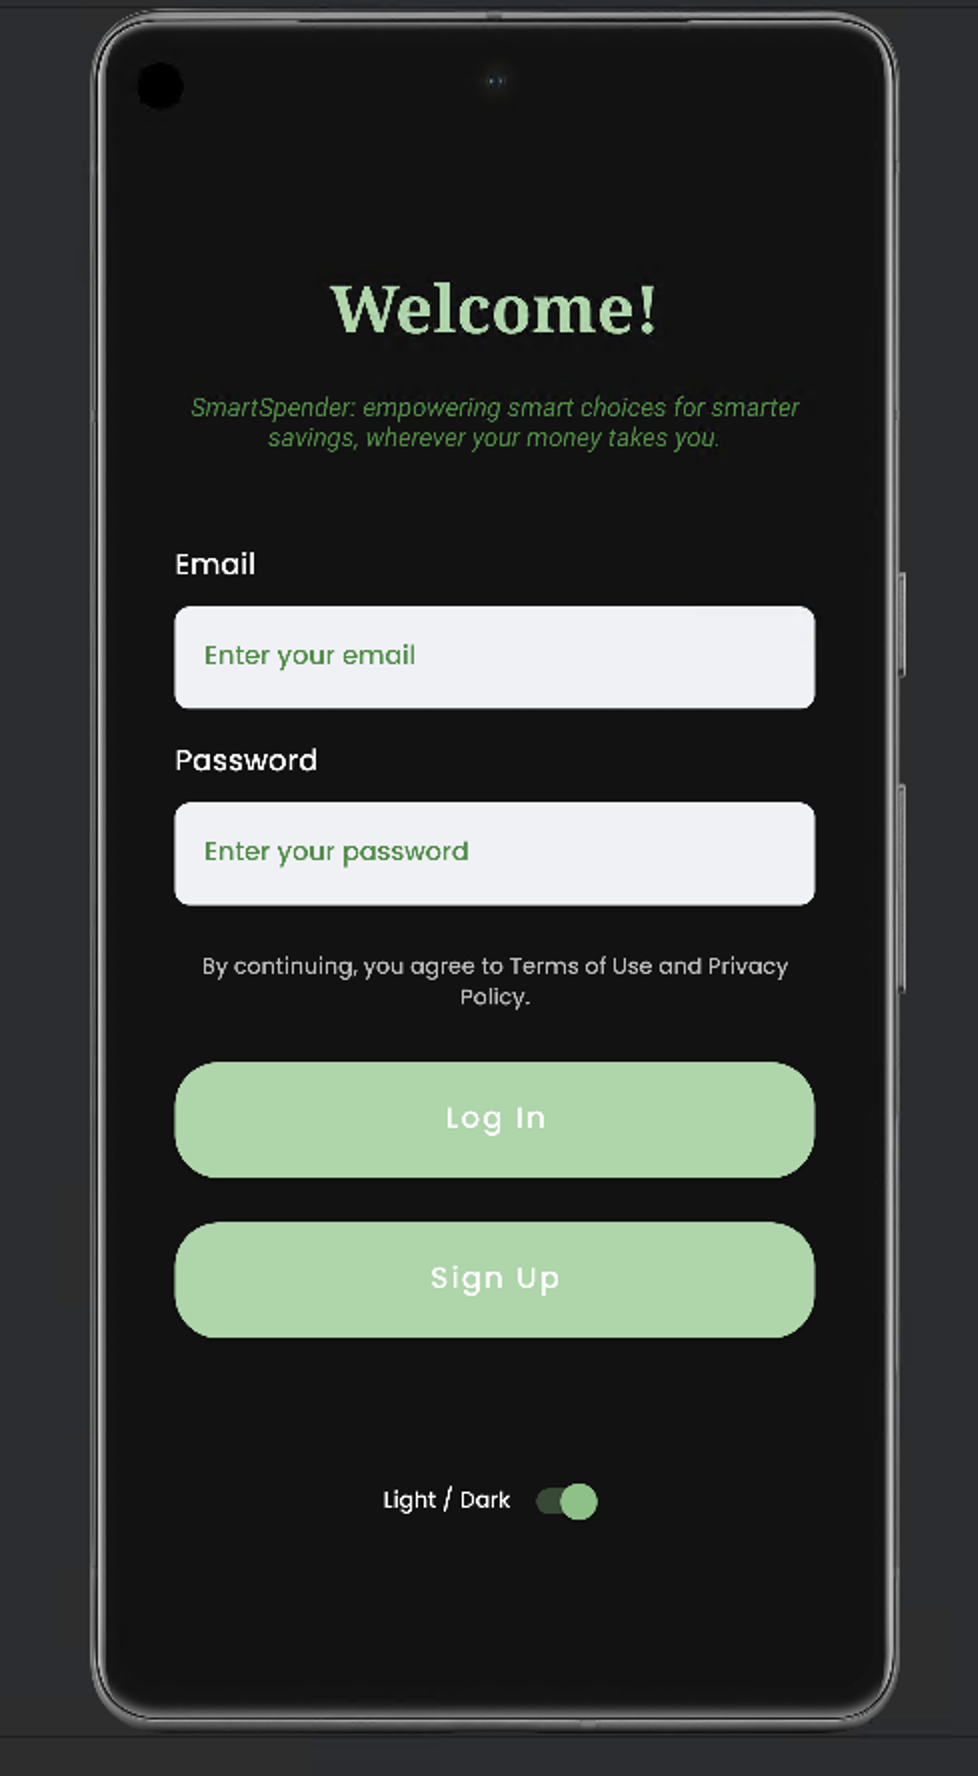 Welcome!
SmartSpender: empowering smart choices for smarter
savings, wherever your money takes you.
Email
Enter your email
Password
Enter your password
By continuing, you agree to Terms of Use and Privacy
Policy.
Log In
Sign Up
Light / Dark